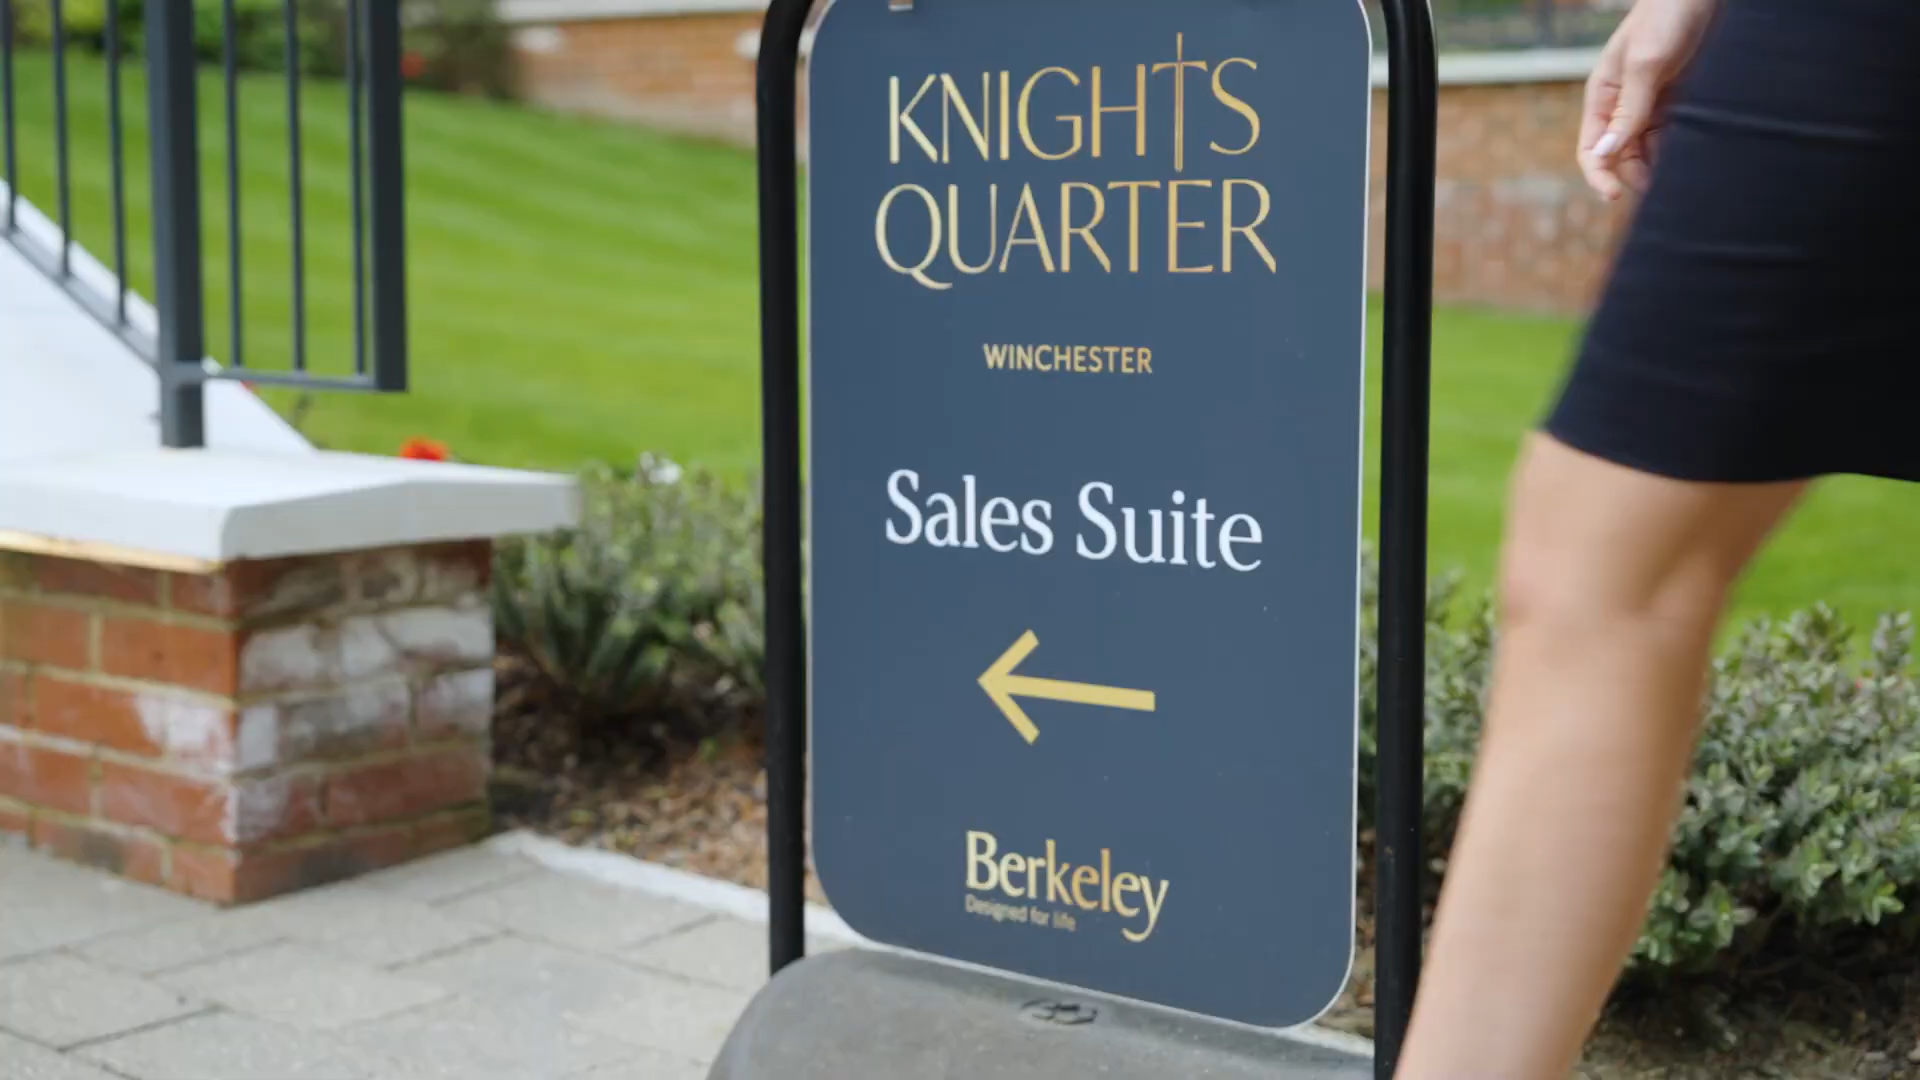 KNIGHTS
QUARTER
WINCHESTER
Sales Suite
Berkeley
Designed for life